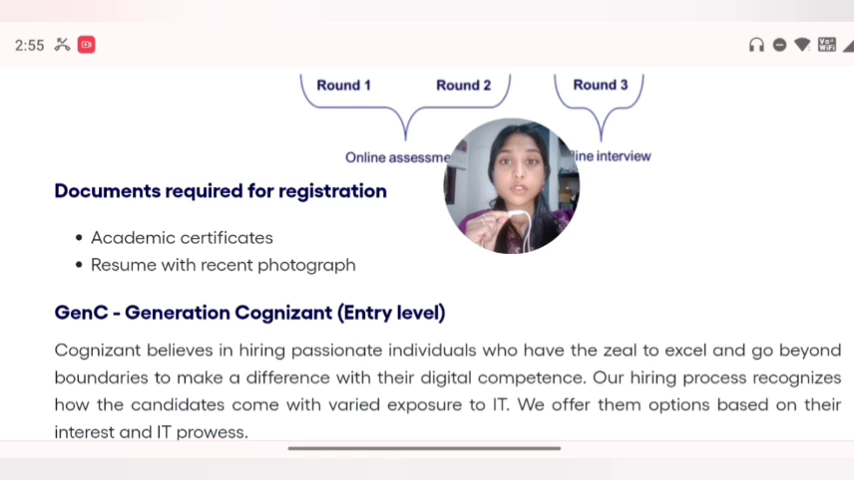 2:55
Vo+
WiFi
Round 1 Round 2 Round 3
Online assessme ine interview
Documents required for registration
• Academic certificates
• Resume with recent photograph
GenC - Generation Cognizant (Entry level)
Cognizant believes in hiring passionate individuals who have the zeal to excel and go beyond
boundaries to make a difference with their digital competence. Our hiring process recognizes
how the candidates come with varied exposure to IT. We offer them options based on their
interest and IT prowess.